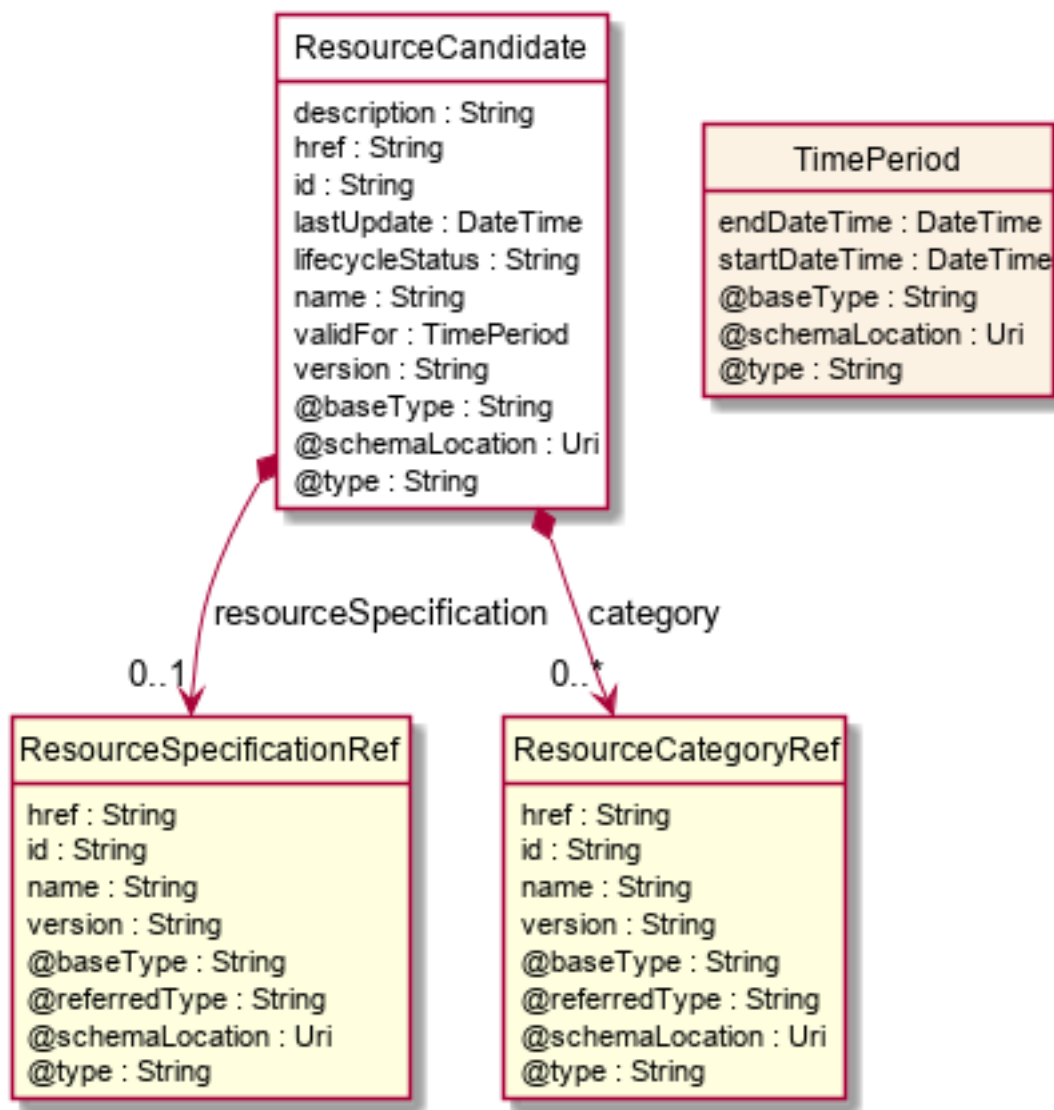 ResourceCandidate
description : String
href : String
id : String
lastUpdate : DateTime
lifecycleStatus : String
name : String
validFor : TimePeriod
version : String
@baseType : String
@schemaLocation : Uri
@type : String
TimePeriod
endDateTime : DateTime
startDateTime : DateTime
@baseType : String
@schemaLocation : Uri
@type : String
resourceSpecification
category
0..1
0..*
ResourceSpecificationRef
href : String
id : String
name : String
version : String
@baseType : String
@referredType : String
@schemaLocation : Uri
@type : String
ResourceCategoryRef
href : String
id : String
name : String
version : String
@baseType : String
@referredType : String
@schemaLocation : Uri
@type : String